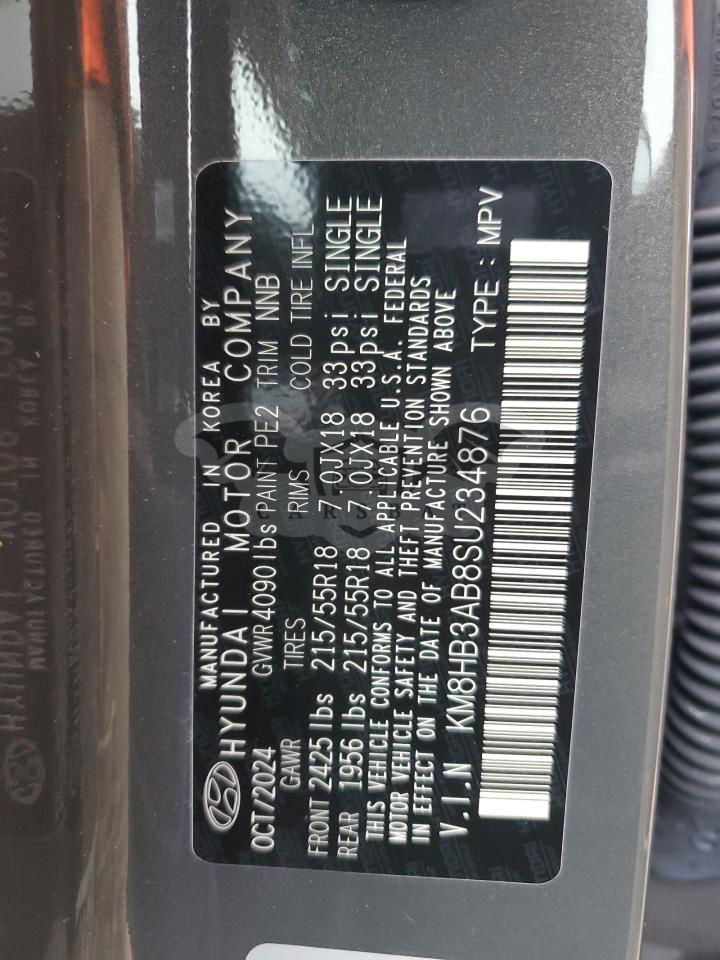 MANUFACTURED IN KOREA BY
HYUNDAI MOTOR COMPANY
OCT/2024 GVWR 4090 lbs PAINT PE2 TRIM NNB
GAWR TIRES RIMS COLD TIRE INFL
FRONT 2425 lbs 215/55R18 7.0JX18 33psi SINGLE
REAR 1956 lbs 215/55R18 7.0JX18 33psi SINGLE
THIS VEHICLE CONFORMS TO ALL APPLICABLE U.S.A. FEDERAL
MOTOR VEHICLE SAFETY AND THEFT PREVENTION STANDARDS
IN EFFECT ON THE DATE OF MANUFACTURE SHOWN ABOVE
V.I.N KM8HB3AB8SU234876 TYPE : MPV